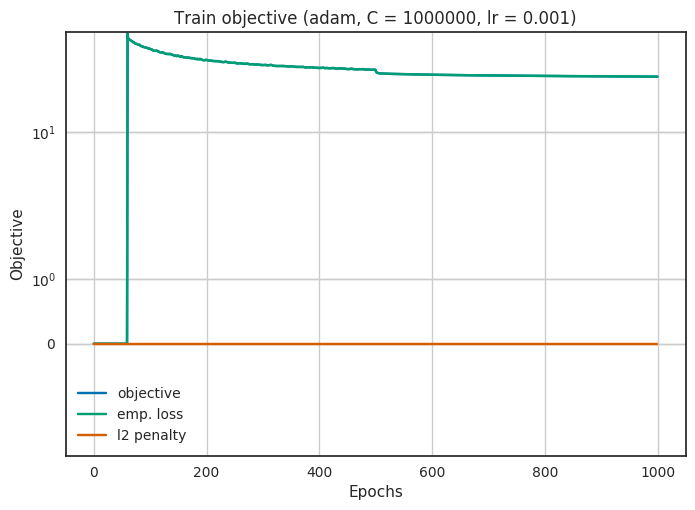 Train objective (adam, C = 1000000, lr = 0.001)
Objective
10^1
10^0
0
objective
emp. loss
l2 penalty
0 200 400 600 800 1000
Epochs